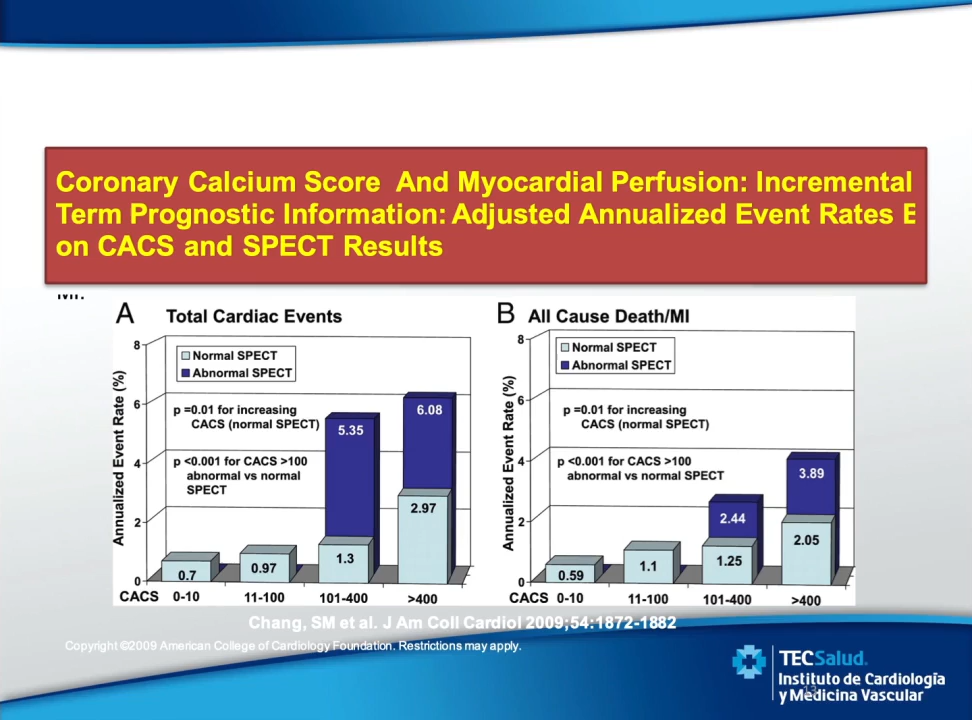 Coronary Calcium Score And Myocardial Perfusion: Incremental
Term Prognostic Information: Adjusted Annualized Event Rates
on CACS and SPECT Results
A Total Cardiac Events
Annualized Event Rate (%)
8
6
4
2
0
Normal SPECT
Abnormal SPECT
p =0.01 for increasing
CACS (normal SPECT)
p <0.001 for CACS >100
abnormal vs normal
SPECT
5.35
6.08
0.7
0.97
1.3
2.97
CACS 0-10 11-100 101-400 >400
B All Cause Death/MI
Annualized Event Rate (%)
8
6
4
2
0
Normal SPECT
Abnormal SPECT
p =0.01 for increasing
CACS (normal SPECT)
p <0.001 for CACS >100
abnormal vs normal SPECT
2.44
3.89
0.59
1.1
1.25
2.05
CACS 0-10 11-100 101-400 >400
Chang, SM et al. J Am Coll Cardiol 2009;54:1872-1882
Copyright ©2009 American College of Cardiology Foundation. Restrictions may apply.
TECSalud.
Instituto de Cardiología
y Medicina Vascular